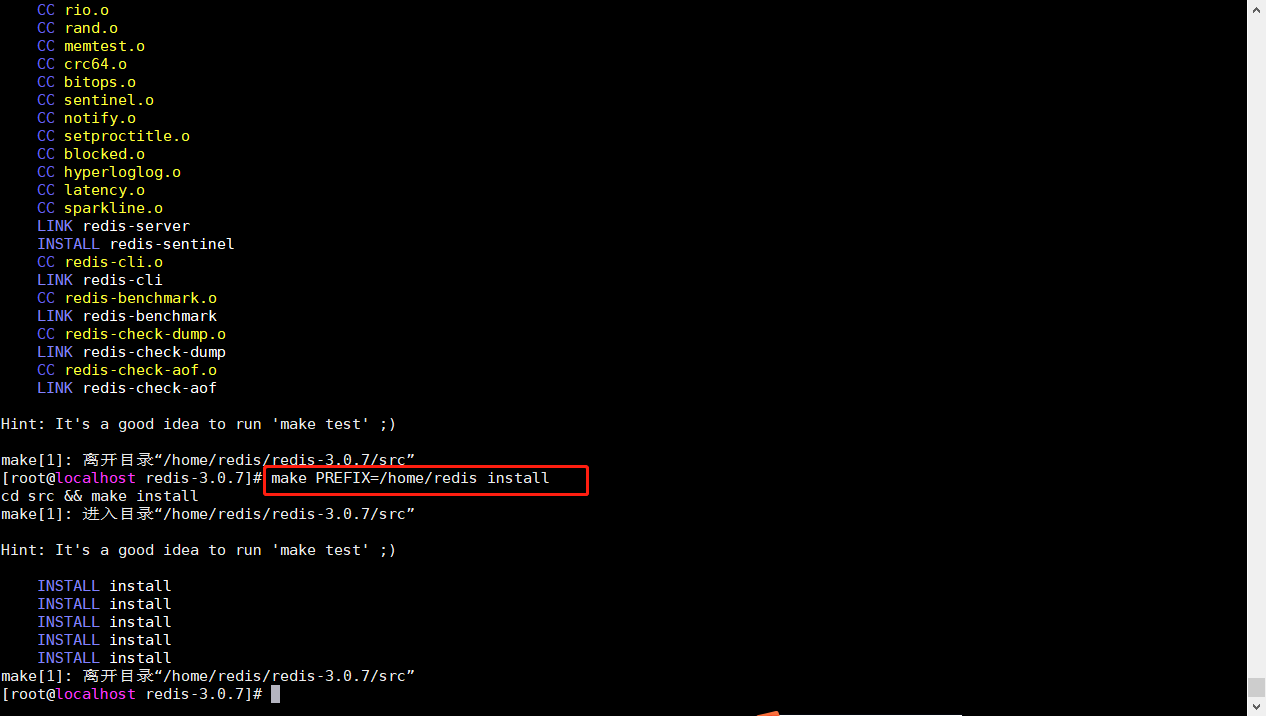 CC rio.o
CC rand.o
CC memtest.o
CC crc64.o
CC bitops.o
CC sentinel.o
CC notify.o
CC setproctitle.o
CC blocked.o
CC hyperloglog.o
CC latency.o
CC sparkline.o
LINK redis-server
INSTALL redis-sentinel
CC redis-cli.o
LINK redis-cli
CC redis-benchmark.o
LINK redis-benchmark
CC redis-check-dump.o
LINK redis-check-dump
CC redis-check-aof.o
LINK redis-check-aof
Hint: It's a good idea to run 'make test' ;)
make[1]: 离开目录“/home/redis/redis-3.0.7/src”
[root@localhost redis-3.0.7]# make PREFIX=/home/redis install
cd src && make install
make[1]: 进入目录“/home/redis/redis-3.0.7/src”
Hint: It's a good idea to run 'make test' ;)
INSTALL install
INSTALL install
INSTALL install
INSTALL install
INSTALL install
make[1]: 离开目录“/home/redis/redis-3.0.7/src”
[root@localhost redis-3.0.7]#